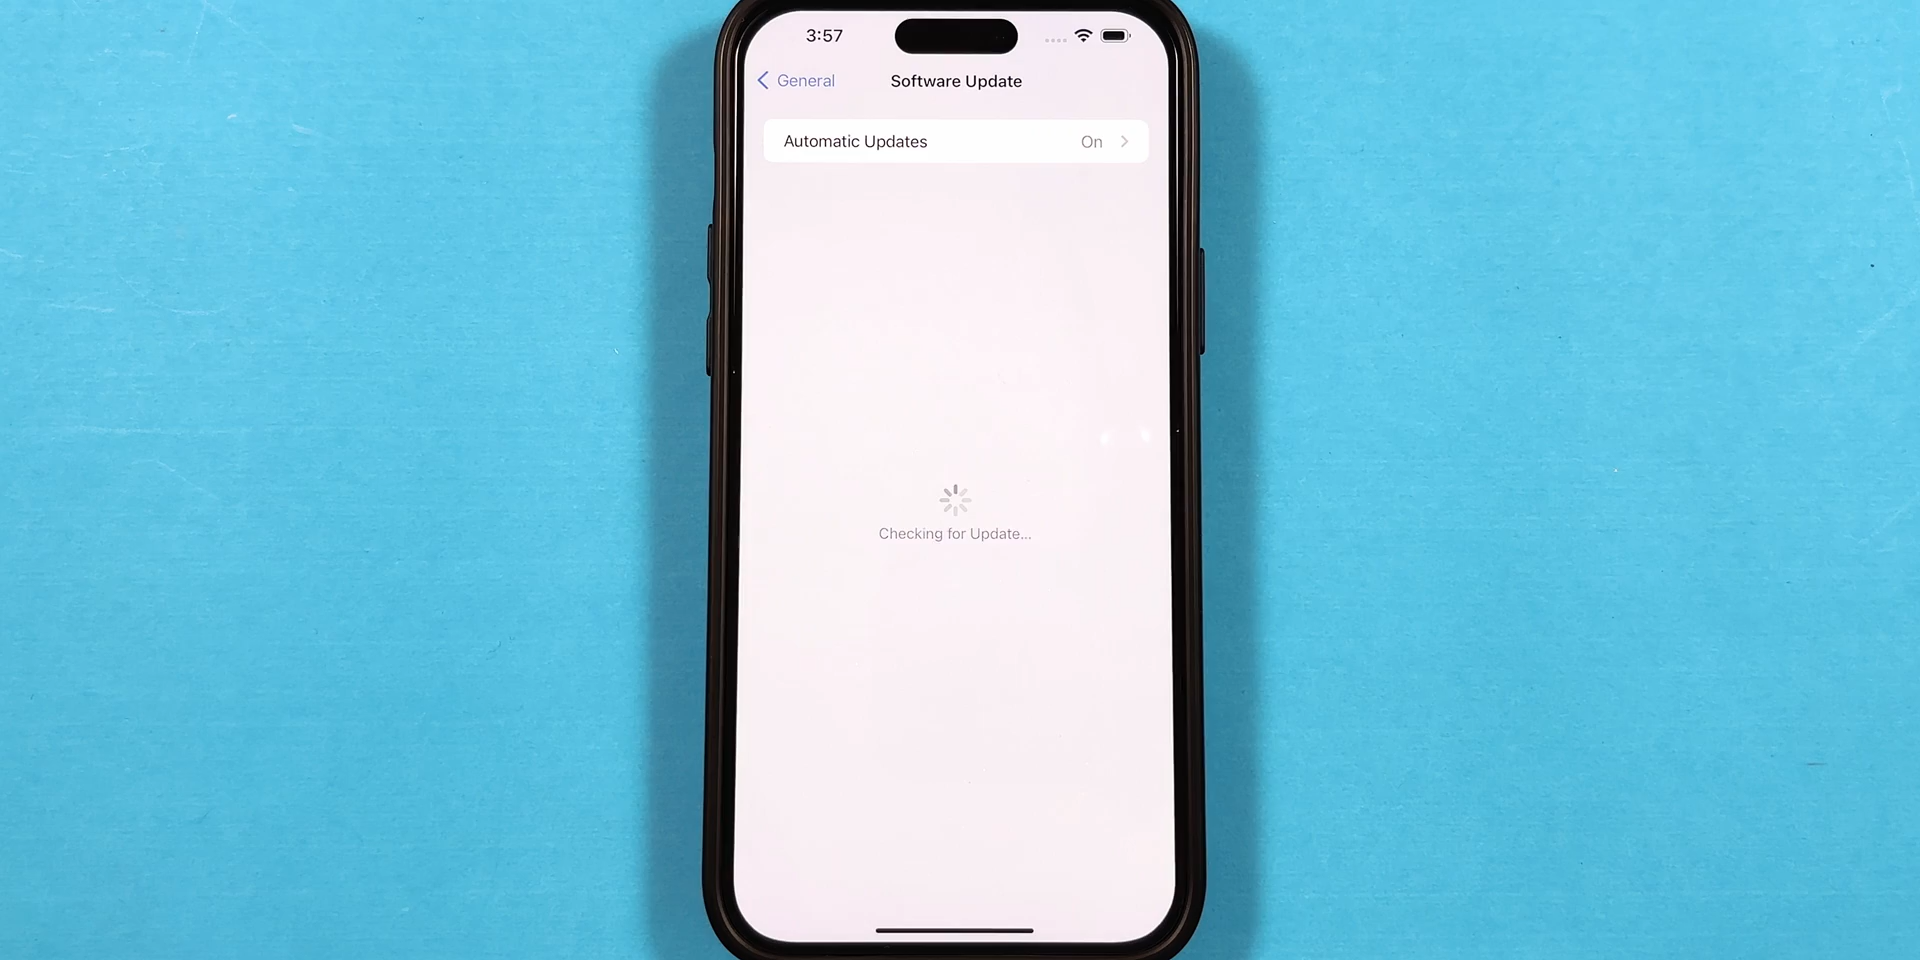 3:57
General
Software Update
Automatic Updates On
Checking for Update...